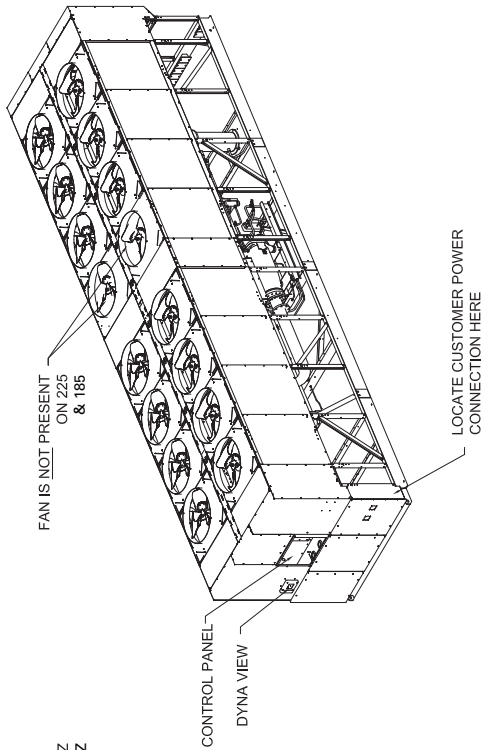 FAN IS NOT PRESENT
ON 225
& 185
Z
Z
CONTROL PANEL
DYNA VIEW
LOCATE CUSTOMER POWER
CONNECTION HERE